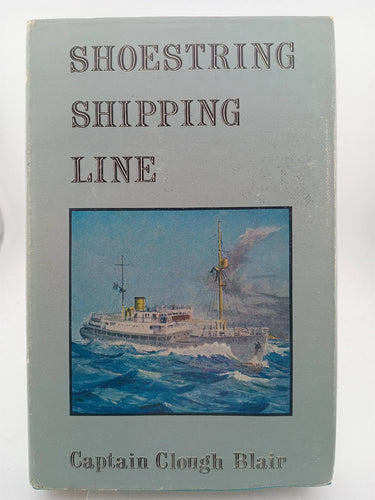 SHOESTRING
SHIPPING
LINE
Captain Clough Blair